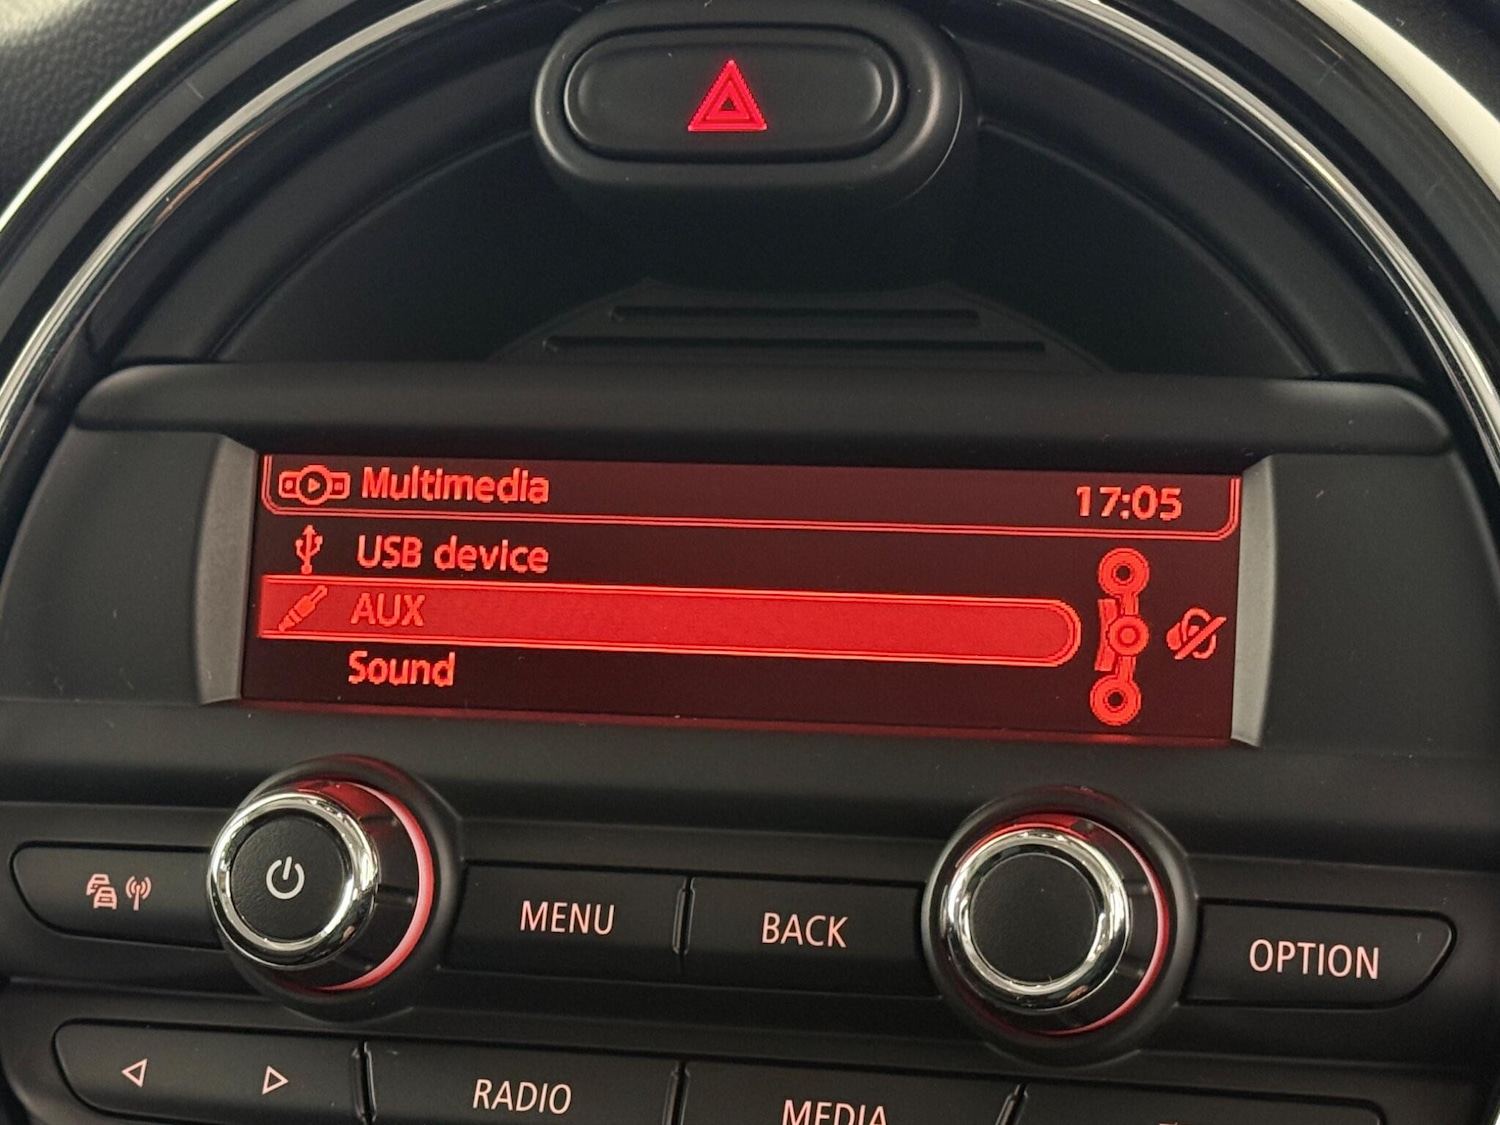 Multimedia 17:05
USB device
AUX
Sound
MENU BACK OPTION
RADIO MEDIA